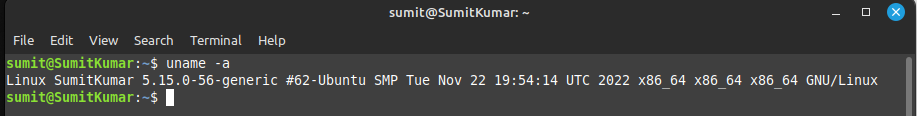 sumit@SumitKumar: ~
File Edit View Search Terminal Help
sumit@SumitKumar:~$ uname -a
Linux SumitKumar 5.15.0-56-generic #62-Ubuntu SMP Tue Nov 22 19:54:14 UTC 2022 x86_64 x86_64 x86_64 GNU/Linux
sumit@SumitKumar:~$